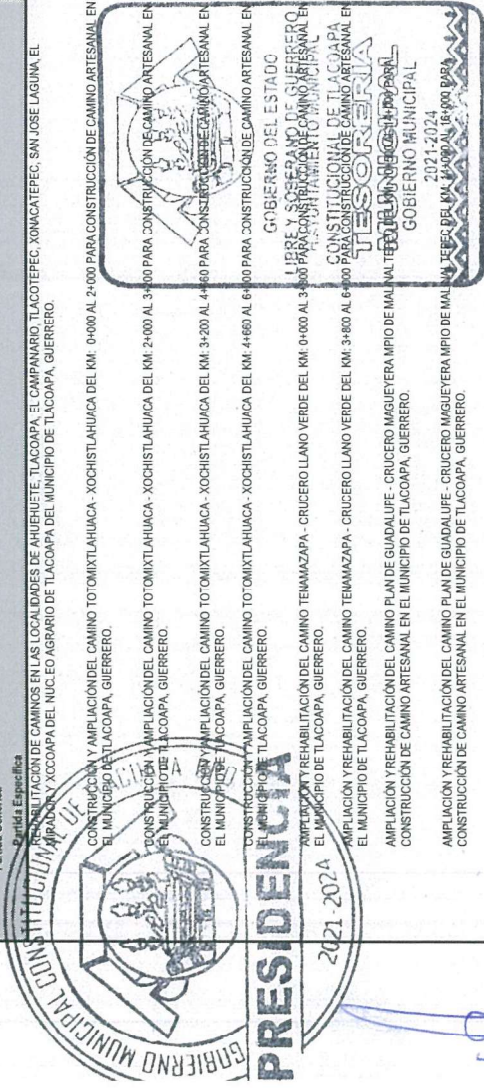 Partida Específica
REHABILITACIÓN DE CAMINOS EN LAS LOCALIDADES DE AHUEHUETE, TLACOAPA, EL CAMPANARIO, TLACOTEPEC, XONACATEPEC, SAN JOSE LAGUNA, EL
MIRADOR Y XOCOAPA DEL NUCLEO AGRARIO DE TLACOAPA DEL MUNICIPIO DE TLACOAPA, GUERRERO.
CONSTRUCCIÓN Y AMPLIACIÓN DEL CAMINO TOTOMIXTLAHUACA - XOCHISTLAHUACA DEL KM: 0+000 AL 2+000 PARA CONSTRUCCIÓN DE CAMINO ARTESANAL EN
EL MUNICIPIO DE TLACOAPA, GUERRERO.
CONSTRUCCIÓN Y AMPLIACIÓN DEL CAMINO TOTOMIXTLAHUACA - XOCHISTLAHUACA DEL KM: 2+000 AL 3+200 PARA CONSTRUCCIÓN DE CAMINO ARTESANAL EN
EL MUNICIPIO DE TLACOAPA, GUERRERO.
CONSTRUCCIÓN Y AMPLIACIÓN DEL CAMINO TOTOMIXTLAHUACA - XOCHISTLAHUACA DEL KM: 3+200 AL 4+660 PARA CONSTRUCCIÓN DE CAMINO ARTESANAL EN
EL MUNICIPIO DE TLACOAPA, GUERRERO.
CONSTRUCCIÓN Y AMPLIACIÓN DEL CAMINO TOTOMIXTLAHUACA - XOCHISTLAHUACA DEL KM: 4+660 AL 6+000 PARA CONSTRUCCIÓN DE CAMINO ARTESANAL EN
EL MUNICIPIO DE TLACOAPA, GUERRERO.
AMPLIACIÓN Y REHABILITACIÓN DEL CAMINO TENAMAZAPA - CRUCERO LLANO VERDE DEL KM: 0+000 AL 3+800 PARA CONSTRUCCIÓN DE CAMINO ARTESANAL EN
EL MUNICIPIO DE TLACOAPA, GUERRERO.
AMPLIACIÓN Y REHABILITACIÓN DEL CAMINO TENAMAZAPA - CRUCERO LLANO VERDE DEL KM: 3+800 AL 6+000 PARA CONSTRUCCIÓN DE CAMINO ARTESANAL EN
EL MUNICIPIO DE TLACOAPA, GUERRERO.
AMPLIACIÓN Y REHABILITACIÓN DEL CAMINO PLAN DE GUADALUPE - CRUCERO MAGUEYERA MPIO DE MALINALTEPEC DEL KM: PARA
CONSTRUCCIÓN DE CAMINO ARTESANAL EN EL MUNICIPIO DE TLACOAPA, GUERRERO.
AMPLIACIÓN Y REHABILITACIÓN DEL CAMINO PLAN DE GUADALUPE - CRUCERO MAGUEYERA MPIO DE MALINALTEPEC DEL KM: AL 16+000 PARA
CONSTRUCCIÓN DE CAMINO ARTESANAL EN EL MUNICIPIO DE TLACOAPA, GUERRERO.
GOBIERNO DEL ESTADO
LIBRE Y SOBERANO DE GUERRERO
H. AYUNTAMIENTO MUNICIPAL
CONSTITUCIONAL DE TLACOAPA
TESORERIA
MUNICIPAL
GOBIERNO MUNICIPAL
2021-2024
GOBIERNO MUNICIPAL CONSTITUCIONAL DE TLACOAPA GRO
PRESIDENCIA
2021-2024